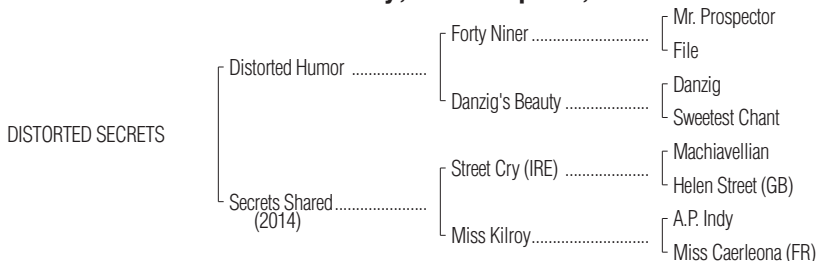 Mr. Prospector
Forty Niner
File
Distorted Humor
Danzig
Danzig's Beauty
Sweetest Chant
DISTORTED SECRETS
Machiavellian
Street Cry (IRE)
Helen Street (GB)
Secrets Shared
(2014)
A.P. Indy
Miss Kilroy
Miss Caerleona (FR)